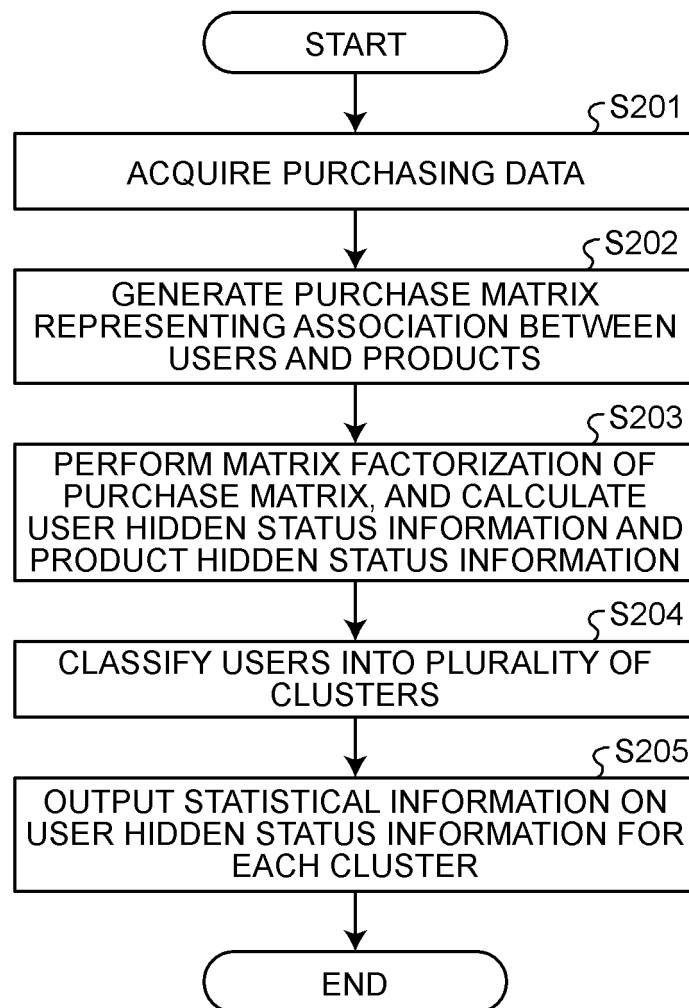 START
S201
ACQUIRE PURCHASING DATA
S202
GENERATE PURCHASE MATRIX
REPRESENTING ASSOCIATION BETWEEN
USERS AND PRODUCTS
S203
PERFORM MATRIX FACTORIZATION OF
PURCHASE MATRIX, AND CALCULATE
USER HIDDEN STATUS INFORMATION AND
PRODUCT HIDDEN STATUS INFORMATION
S204
CLASSIFY USERS INTO PLURALITY OF
CLUSTERS
S205
OUTPUT STATISTICAL INFORMATION ON
USER HIDDEN STATUS INFORMATION FOR
EACH CLUSTER
END